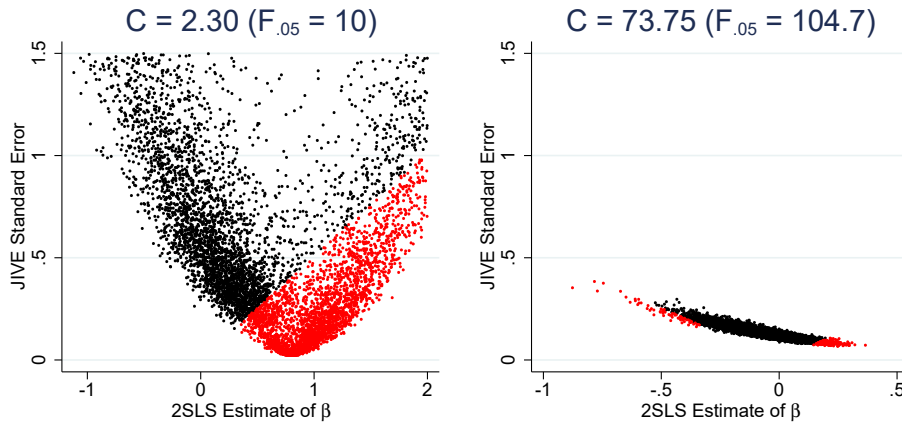 C = 2.30 (F.05 = 10)
1.5
1
.5
0
JIVE Standard Error
-1
0
1
2
2SLS Estimate of β
C = 73.75 (F.05 = 104.7)
1.5
1
.5
0
JIVE Standard Error
-1
-.5
0
.5
2SLS Estimate of β